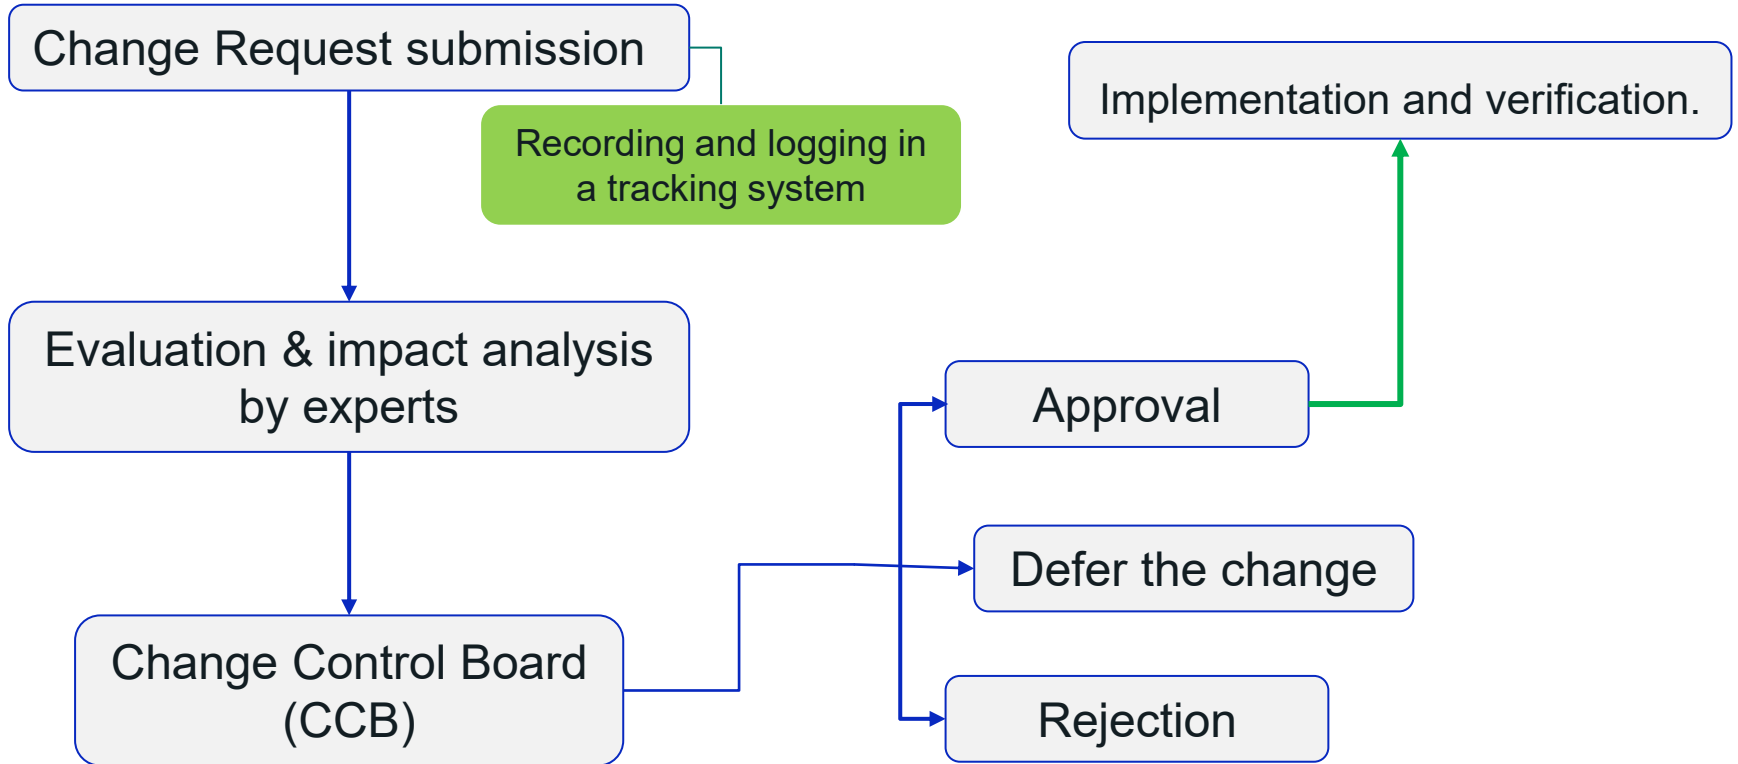 Change Request submission
Recording and logging in
a tracking system
Implementation and verification.
Evaluation & impact analysis
by experts
Approval
Defer the change
Change Control Board
(CCB)
Rejection